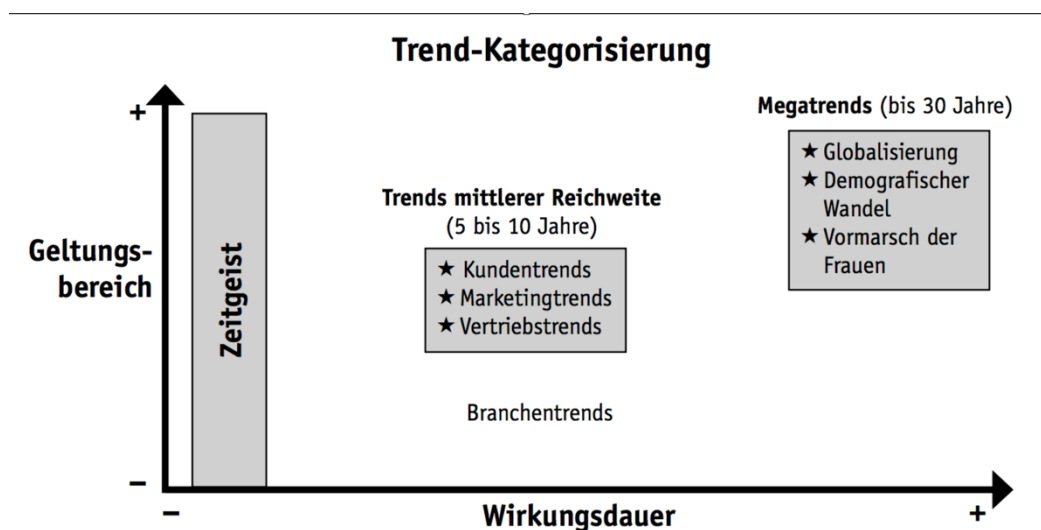 Trend-Kategorisierung
+
Megatrends (bis 30 Jahre)
★ Globalisierung
★ Demografischer
Wandel
★ Vormarsch der
Frauen
Trends mittlerer Reichweite
(5 bis 10 Jahre)
★ Kundentrends
★ Marketingtrends
★ Vertriebstrends
Geltungs-
bereich
Zeitgeist
Branchentrends
–
–
Wirkungsdauer
+